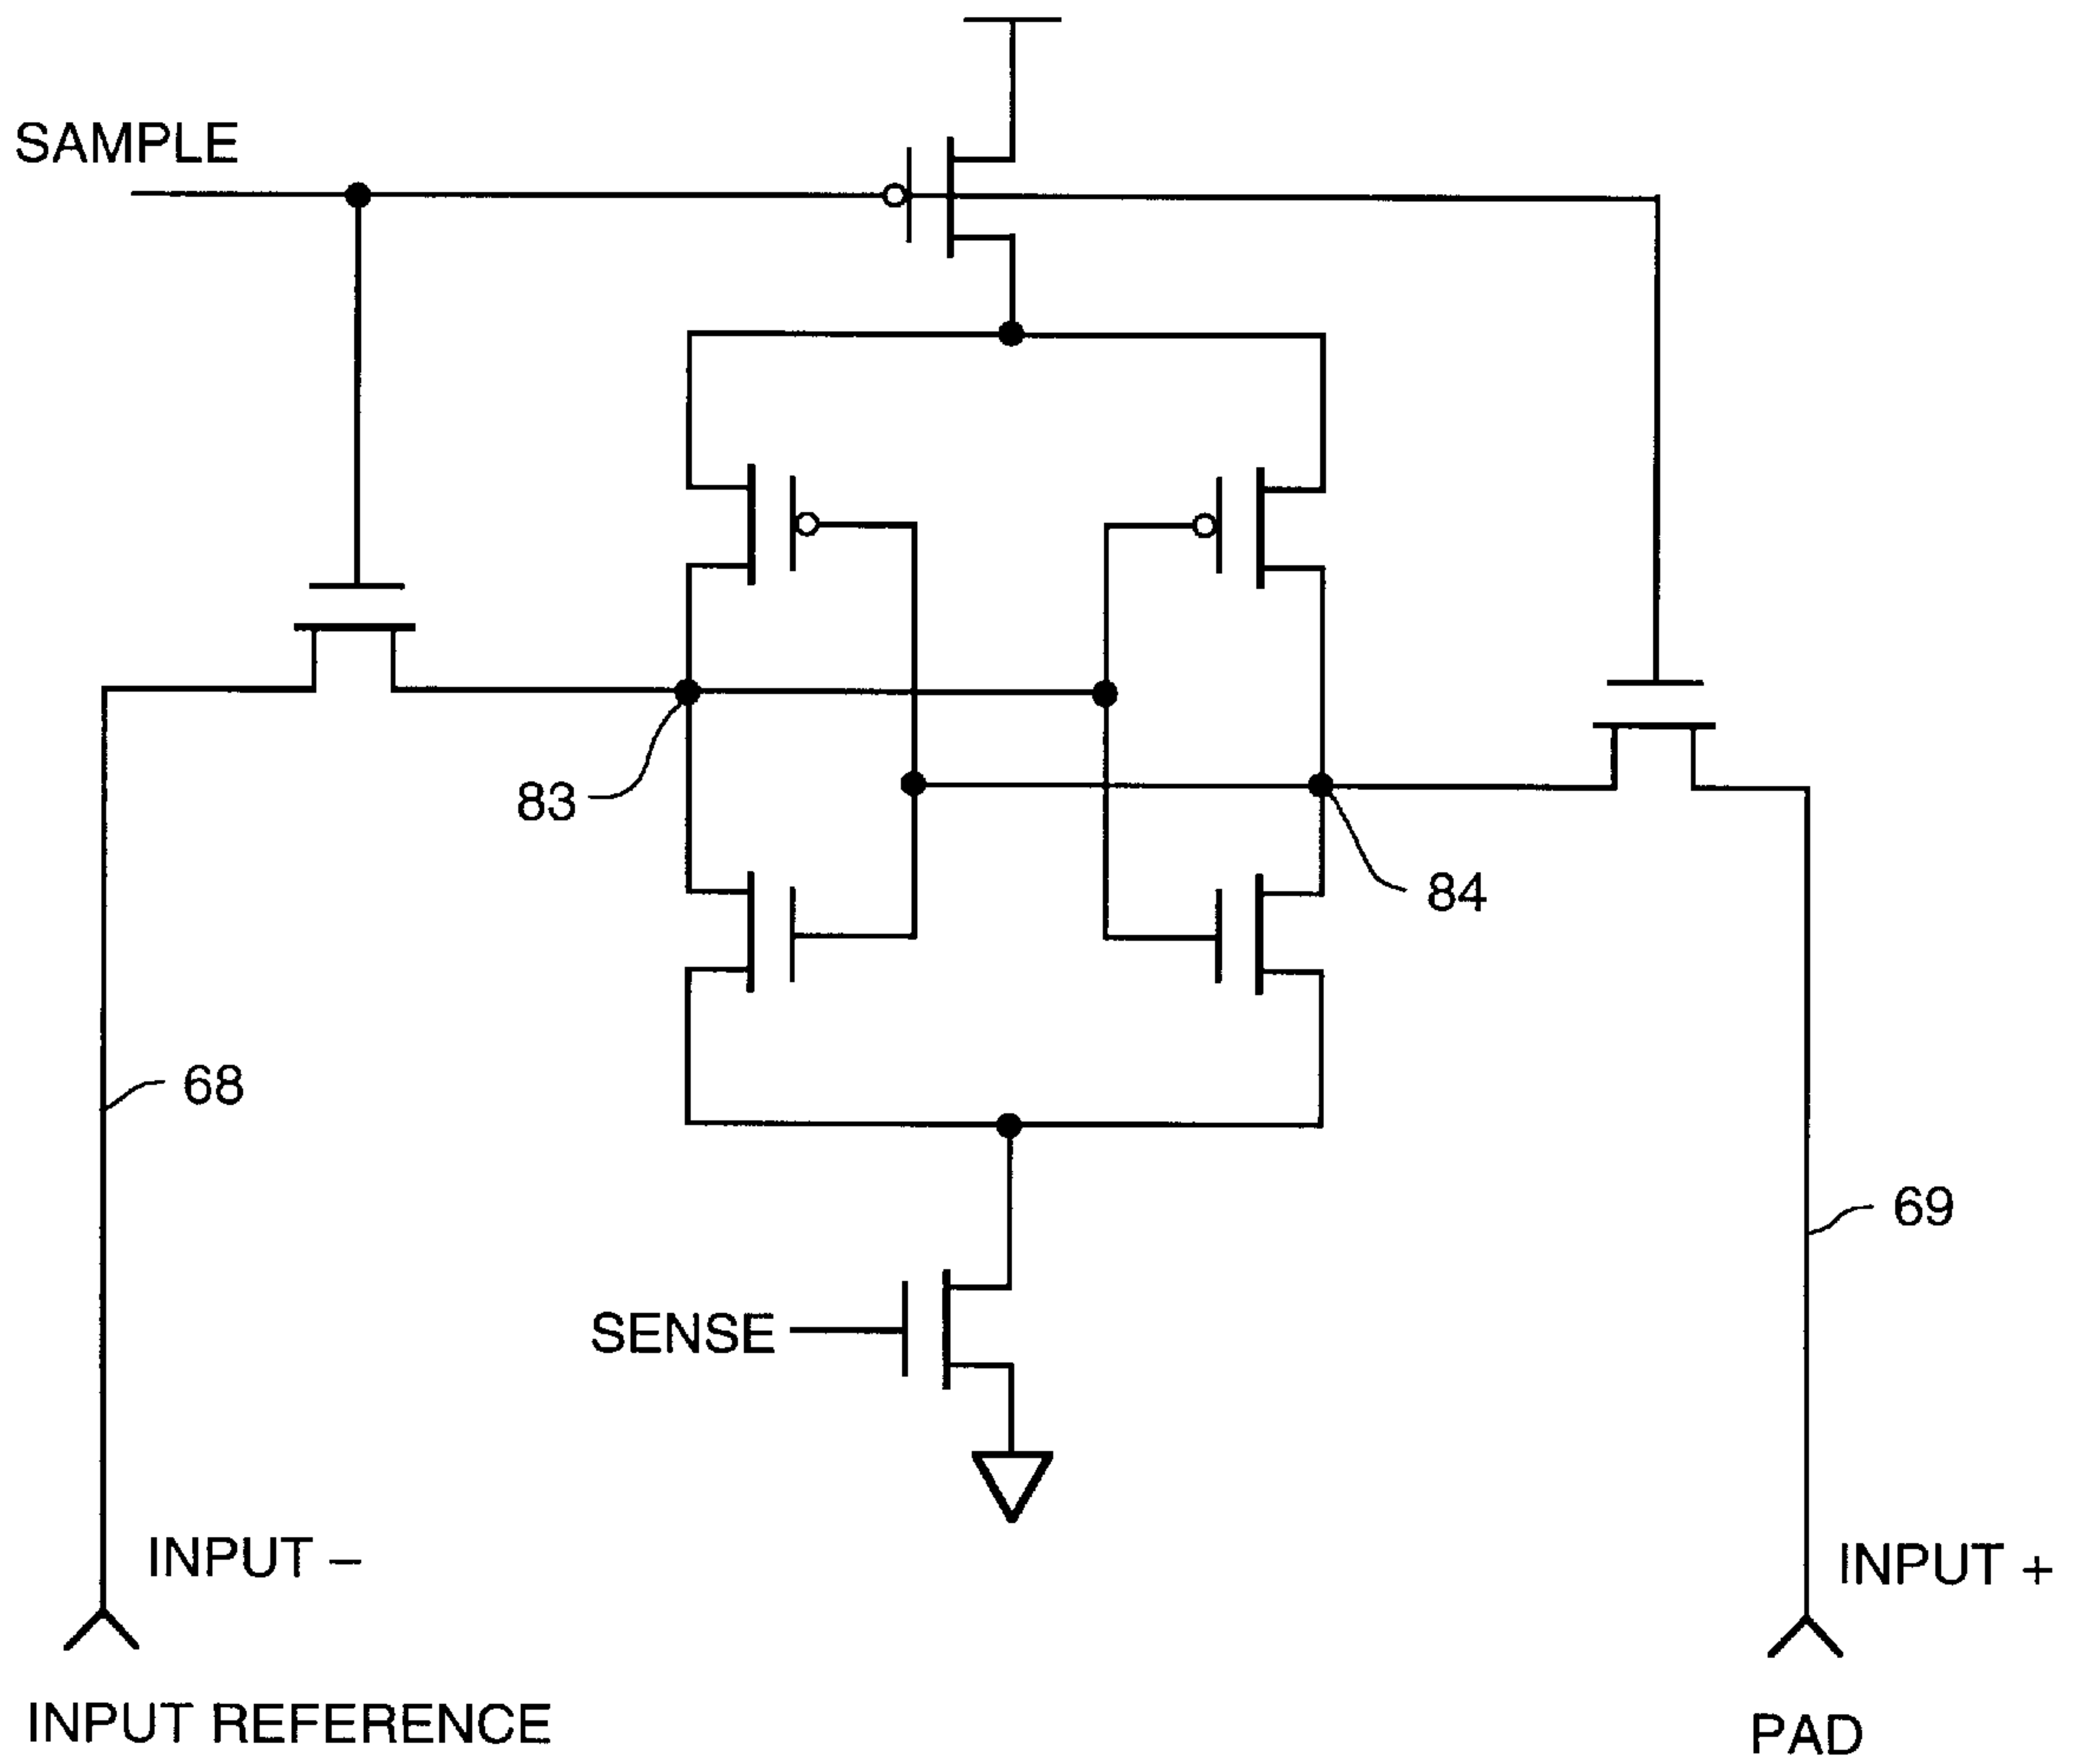 SAMPLE
83
84
68
69
SENSE
INPUT –
INPUT +
INPUT REFERENCE
PAD